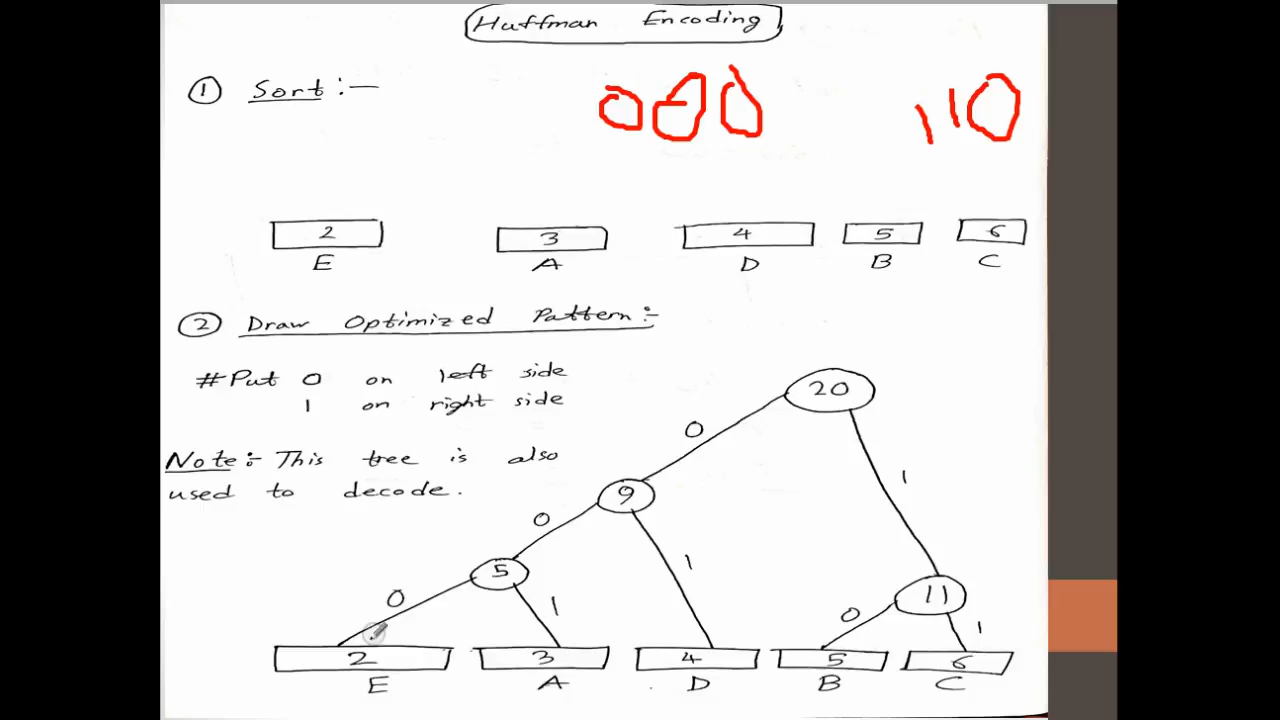 Huffman Encoding
① Sort :—
000 110
2 3 4 5 6
E A D B C
② Draw Optimized Pattern :-
#Put 0 on left side
1 on right side
20
0 1
Note :- This tree is also
used to decode.
9
0 1
5
0 1
11
0 1
2 3 4 5 6
E A D B C